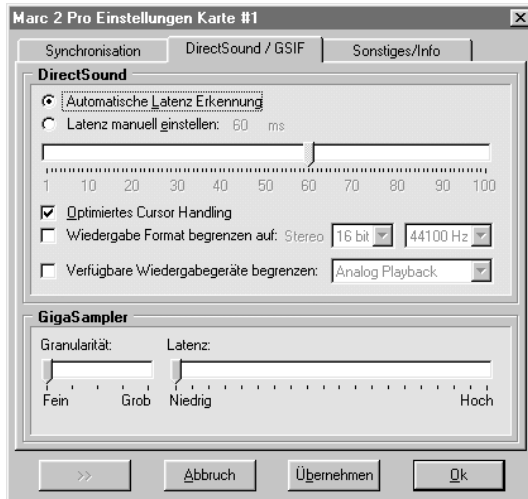 Marc 2 Pro Einstellungen Karte #1
Synchronisation DirectSound / GSIF Sonstiges/Info
DirectSound
Automatische Latenz Erkennung
Latenz manuell einstellen: 60 ms
1 10 20 30 40 50 60 70 80 90 100
Optimiertes Cursor Handling
Wiedergabe Format begrenzen auf: Stereo 16 bit 44100 Hz
Verfügbare Wiedergabegeräte begrenzen: Analog Playback
GigaSampler
Granularität: Latenz:
Fein Grob Niedrig Hoch
>> Abbruch Übernehmen Ok